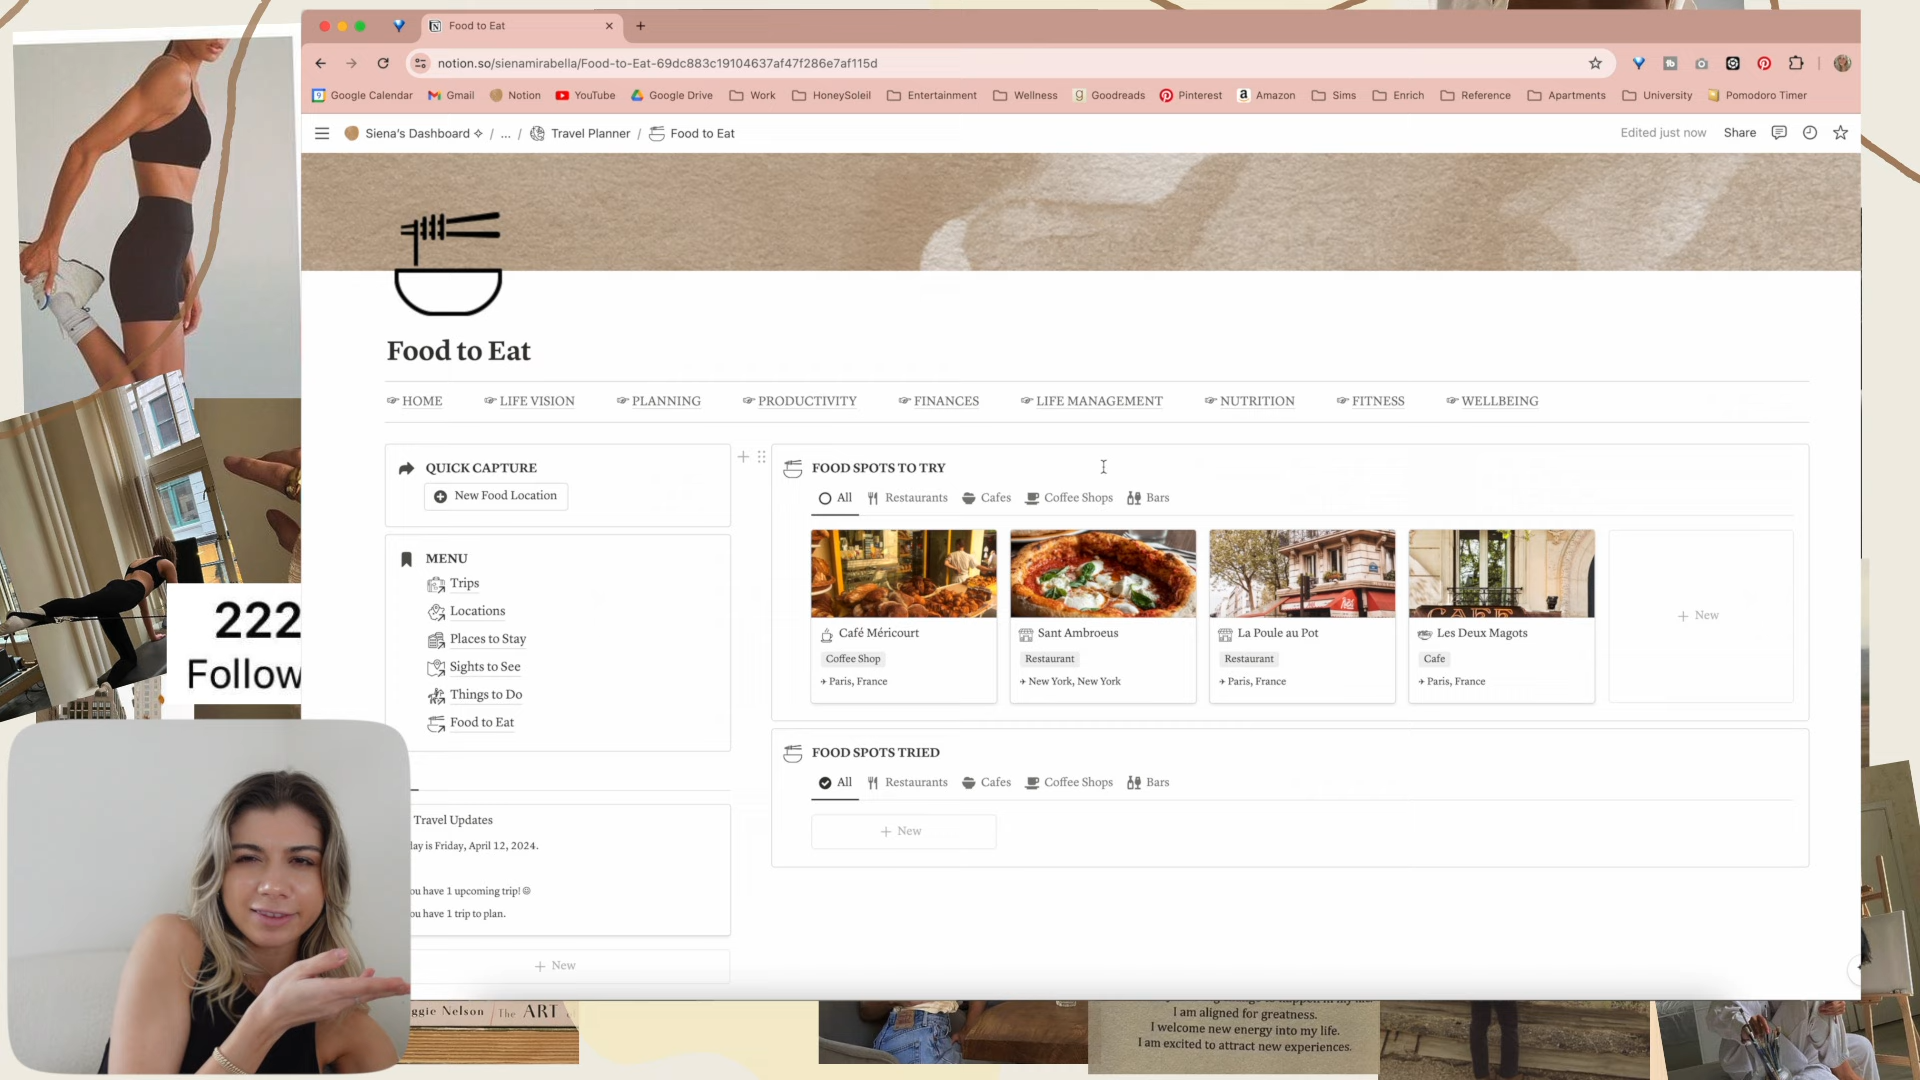 Food to Eat
notion.so/sienamirabella/Food-to-Eat-69dc883c19104637af47f286e7af115d
Google Calendar Gmail Notion YouTube Google Drive Work HoneySoleil Entertainment Wellness Goodreads Pinterest Amazon Sims Enrich Reference Apartments University Pomodoro Timer
Siena's Dashboard ✧ / ... / Travel Planner / Food to Eat
Edited just now Share
Food to Eat
☞ HOME ☞ LIFE VISION ☞ PLANNING ☞ PRODUCTIVITY ☞ FINANCES ☞ LIFE MANAGEMENT ☞ NUTRITION ☞ FITNESS ☞ WELLBEING
QUICK CAPTURE
New Food Location
MENU
Trips
Locations
Places to Stay
Sights to See
Things to Do
Food to Eat
Travel Updates
day is Friday, April 12, 2024.
ou have 1 upcoming trip! ☺
ou have 1 trip to plan.
+ New
FOOD SPOTS TO TRY
All Restaurants Cafes Coffee Shops Bars
Café Méricourt
Coffee Shop
✈ Paris, France
Sant Ambroeus
Restaurant
✈ New York, New York
La Poule au Pot
Restaurant
✈ Paris, France
CAFE
Les Deux Magots
Cafe
✈ Paris, France
+ New
FOOD SPOTS TRIED
All Restaurants Cafes Coffee Shops Bars
+ New
222
Follow
ggie Nelson The ART
I am aligned for greatness.
I welcome new energy into my life.
I am excited to attract new experiences.